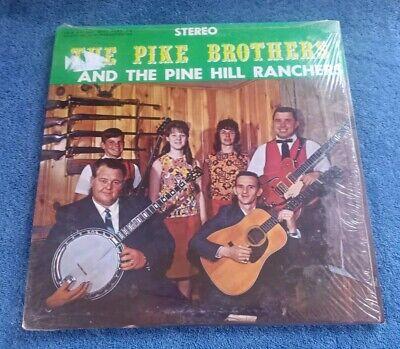 STEREO
THE PIKE BROTHERS
AND THE PINE HILL RANCHERS